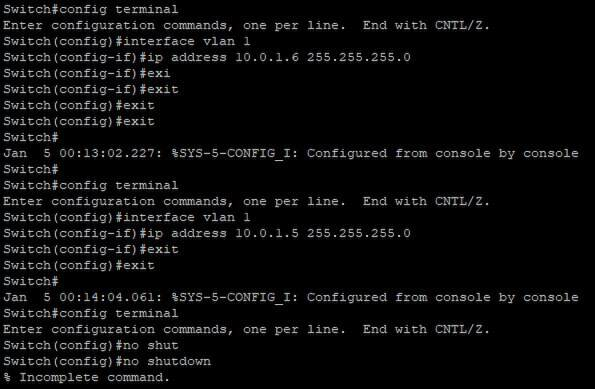 Switch#config terminal
Enter configuration commands, one per line.  End with CNTL/Z.
Switch(config)#interface vlan 1
Switch(config-if)#ip address 10.0.1.6 255.255.255.0
Switch(config-if)#exi
Switch(config-if)#exit
Switch(config)#exit
Switch(config)#exit
Switch#
Jan  5 00:13:02.227: %SYS-5-CONFIG_I: Configured from console by console
Switch#
Switch#config terminal
Enter configuration commands, one per line.  End with CNTL/Z.
Switch(config)#interface vlan 1
Switch(config-if)#ip address 10.0.1.5 255.255.255.0
Switch(config-if)#exit
Switch(config)#exit
Switch#
Jan  5 00:14:04.061: %SYS-5-CONFIG_I: Configured from console by console
Switch#config terminal
Enter configuration commands, one per line.  End with CNTL/Z.
Switch(config)#no shut
Switch(config)#no shutdown
% Incomplete command.